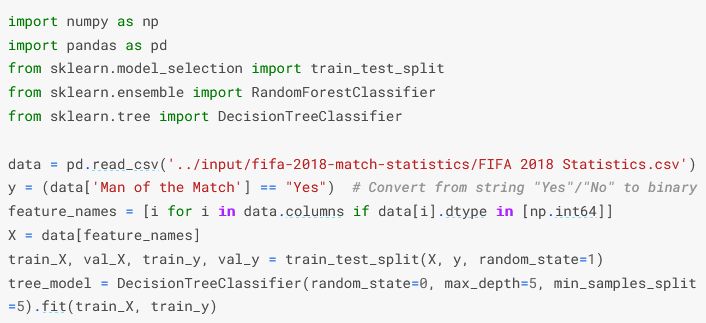 import numpy as np
import pandas as pd
from sklearn.model_selection import train_test_split
from sklearn.ensemble import RandomForestClassifier
from sklearn.tree import DecisionTreeClassifier

data = pd.read_csv('../input/fifa-2018-match-statistics/FIFA 2018 Statistics.csv')
y = (data['Man of the Match'] == "Yes")  # Convert from string "Yes"/"No" to binary
feature_names = [i for i in data.columns if data[i].dtype in [np.int64]]
X = data[feature_names]
train_X, val_X, train_y, val_y = train_test_split(X, y, random_state=1)
tree_model = DecisionTreeClassifier(random_state=0, max_depth=5, min_samples_split
=5).fit(train_X, train_y)